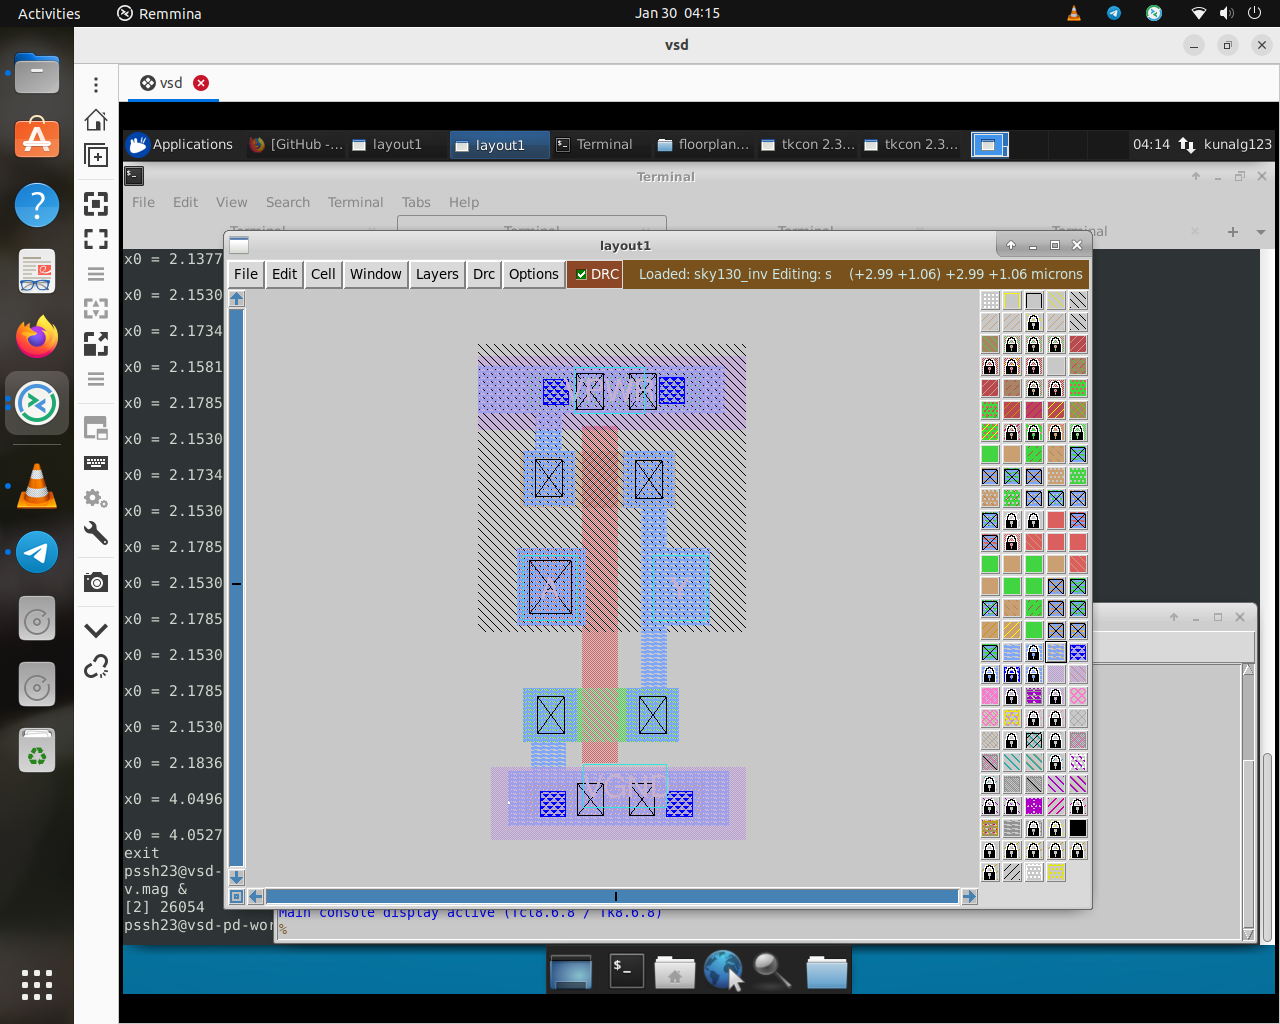 Activities
Remmina
Jan 30  04:15
vsd
vsd
Applications
[GitHub -...
layout1
layout1
Terminal
floorplan...
tkcon 2.3...
tkcon 2.3...
04:14
kunalg123
Terminal
File Edit View Search Terminal Tabs Help
Terminal
layout1
File Edit Cell Window Layers Drc Options DRC Loaded: sky130_inv Editing: s (+2.99 +1.06) +2.99 +1.06 microns
x0 = 2.1377
x0 = 2.1530
x0 = 2.1734
x0 = 2.1581
x0 = 2.1785
x0 = 2.1530
x0 = 2.1734
x0 = 2.1530
x0 = 2.1785
x0 = 2.1530
x0 = 2.1785
x0 = 2.1530
x0 = 2.1785
x0 = 2.1530
x0 = 2.1836
x0 = 4.0496
x0 = 4.0527
exit
pssh23@vsd-
v.mag &
[2] 26054
pssh23@vsd-pd-wor
VPWR
A
Y
VGND
Main console display active (Tcl8.6.8 / Tk8.6.8)
%